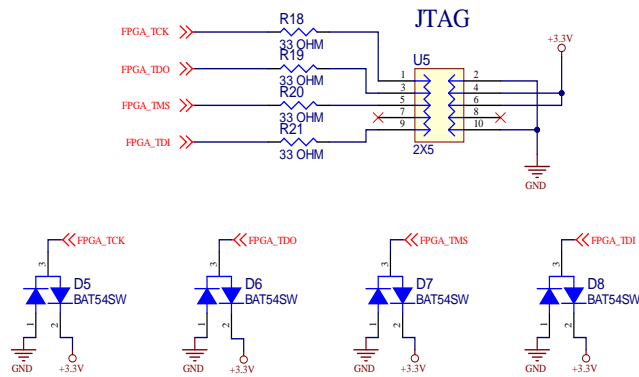 JTAG
R18
FPGA_TCK
33 OHM
+3.3V
R19
FPGA_TDO
33 OHM
U5
R20
1 2
FPGA_TMS
33 OHM
3 4
5 6
R21
7 8
FPGA_TDI
33 OHM
9 10
2X5
GND
FPGA_TCK
FPGA_TDO
FPGA_TMS
FPGA_TDI
3
3
3
3
D5
D6
D7
D8
BAT54SW
BAT54SW
BAT54SW
BAT54SW
1 2
1 2
1 2
1 2
GND
+3.3V
GND
+3.3V
GND
+3.3V
GND
+3.3V